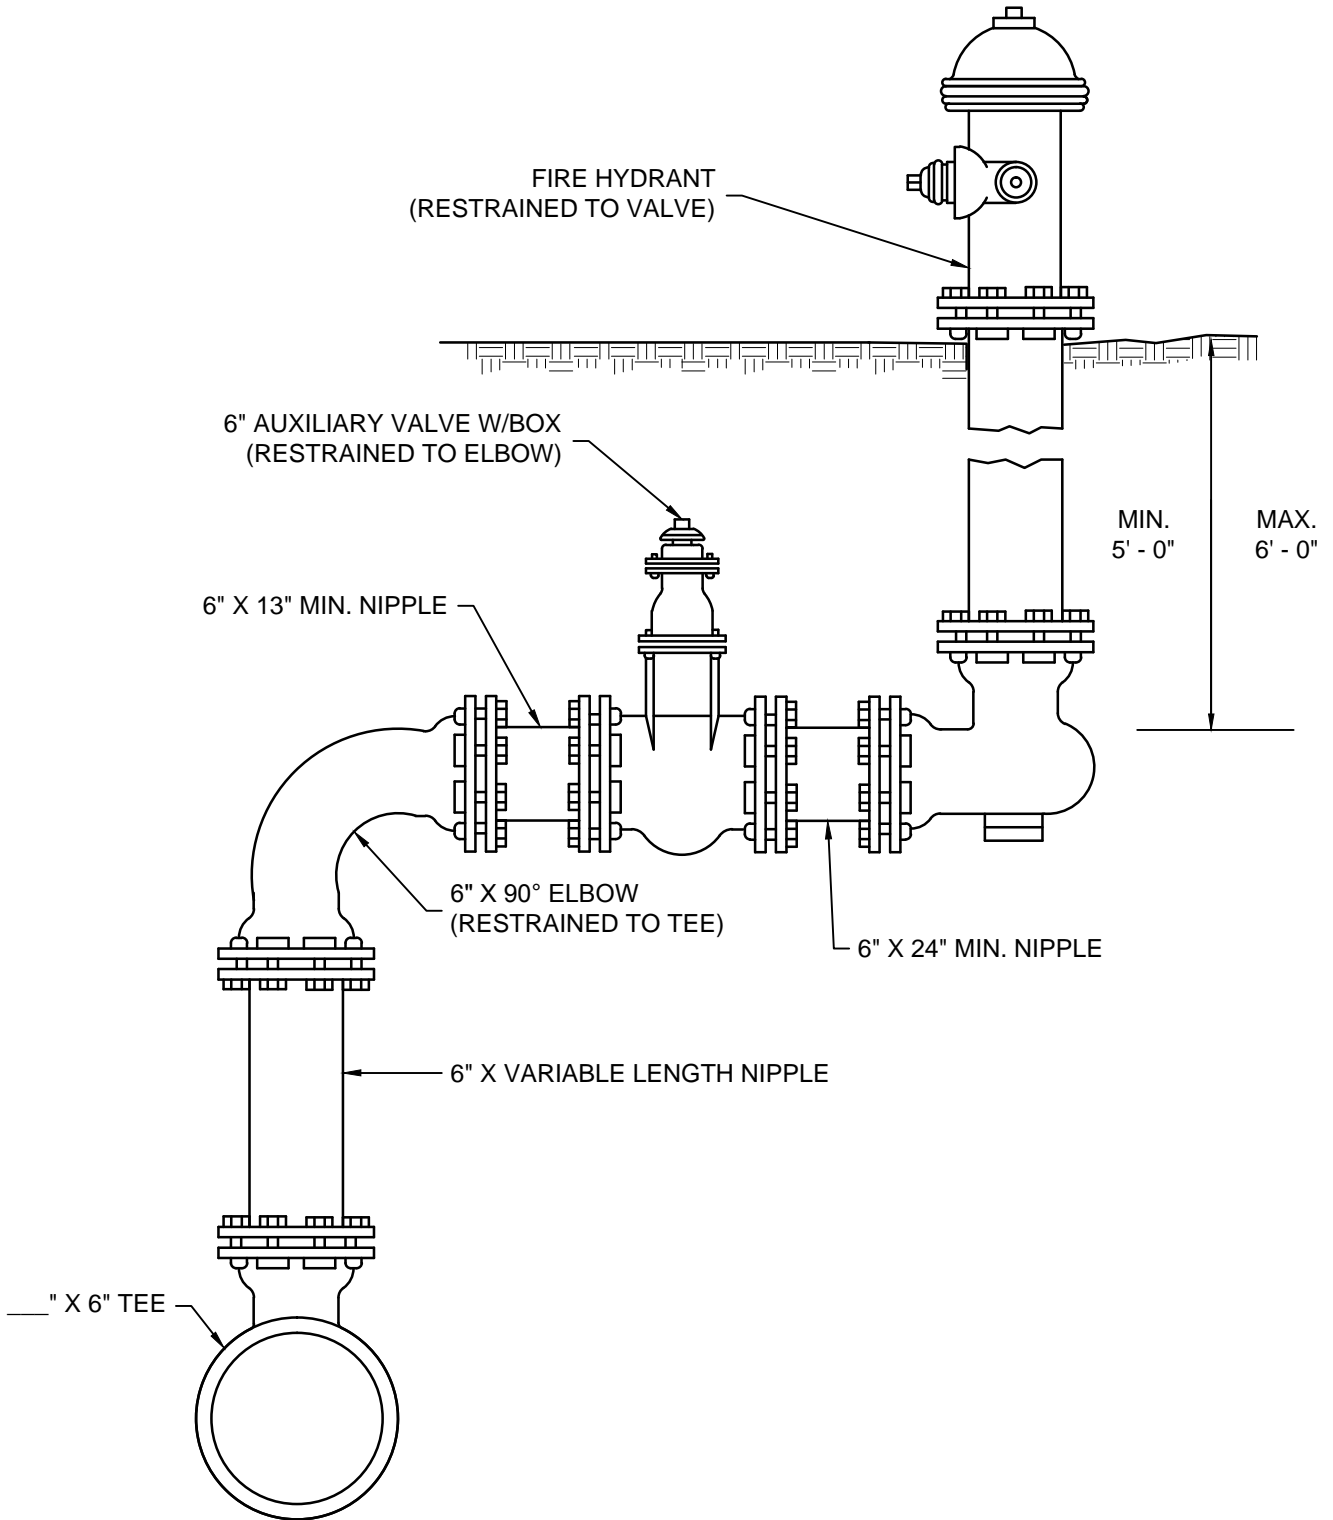 FIRE HYDRANT
(RESTRAINED TO VALVE)
6" AUXILIARY VALVE W/BOX
(RESTRAINED TO ELBOW)
MIN.
5' - 0"
MAX.
6' - 0"
6" X 13" MIN. NIPPLE
6" X 90° ELBOW
(RESTRAINED TO TEE)
6" X 24" MIN. NIPPLE
6" X VARIABLE LENGTH NIPPLE
___" X 6" TEE